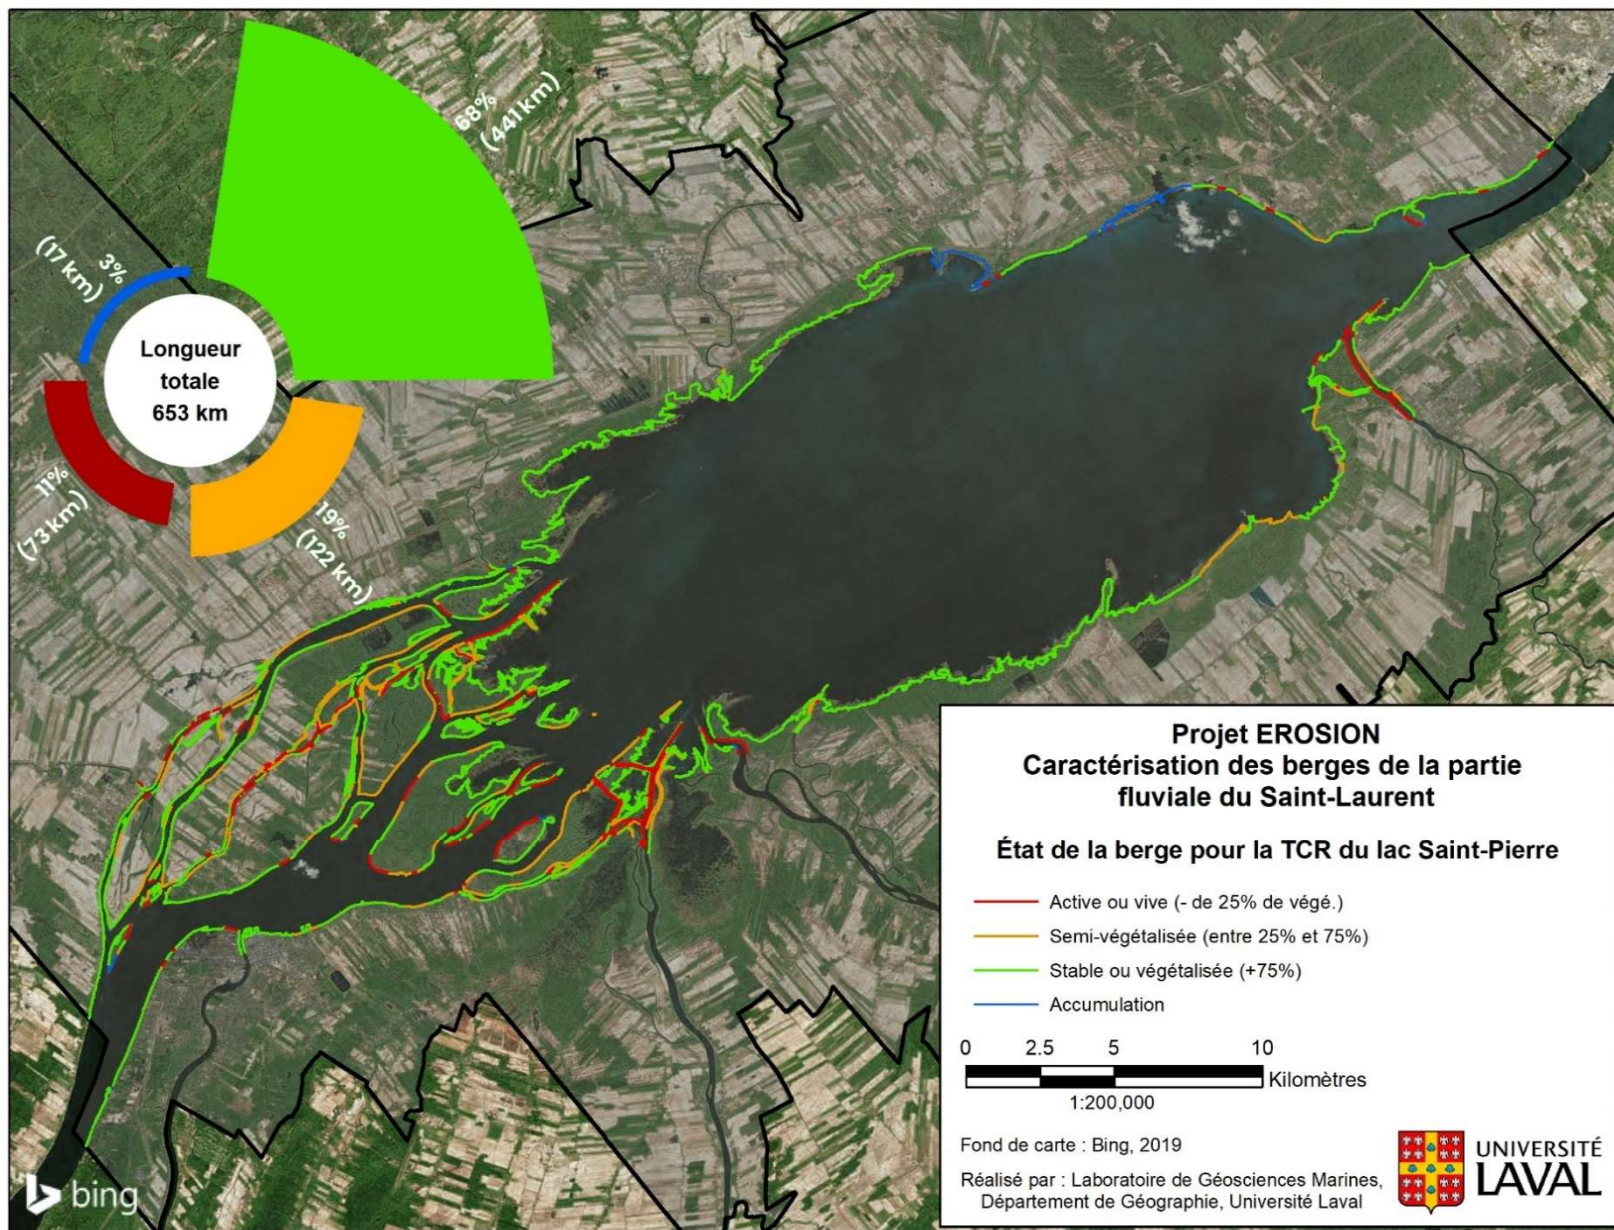 68%
(441km)
3%
(17 km)
Longueur
totale
653 km
11%
(73 km)
19%
(122 km)
Projet EROSION
Caractérisation des berges de la partie
fluviale du Saint-Laurent
État de la berge pour la TCR du lac Saint-Pierre
Active ou vive (- de 25% de végé.)
Semi-végétalisée (entre 25% et 75%)
Stable ou végétalisée (+75%)
Accumulation
0 2.5 5 10
Kilomètres
1:200,000
Fond de carte : Bing, 2019
Réalisé par : Laboratoire de Géosciences Marines,
Département de Géographie, Université Laval
UNIVERSITÉ
LAVAL
bing